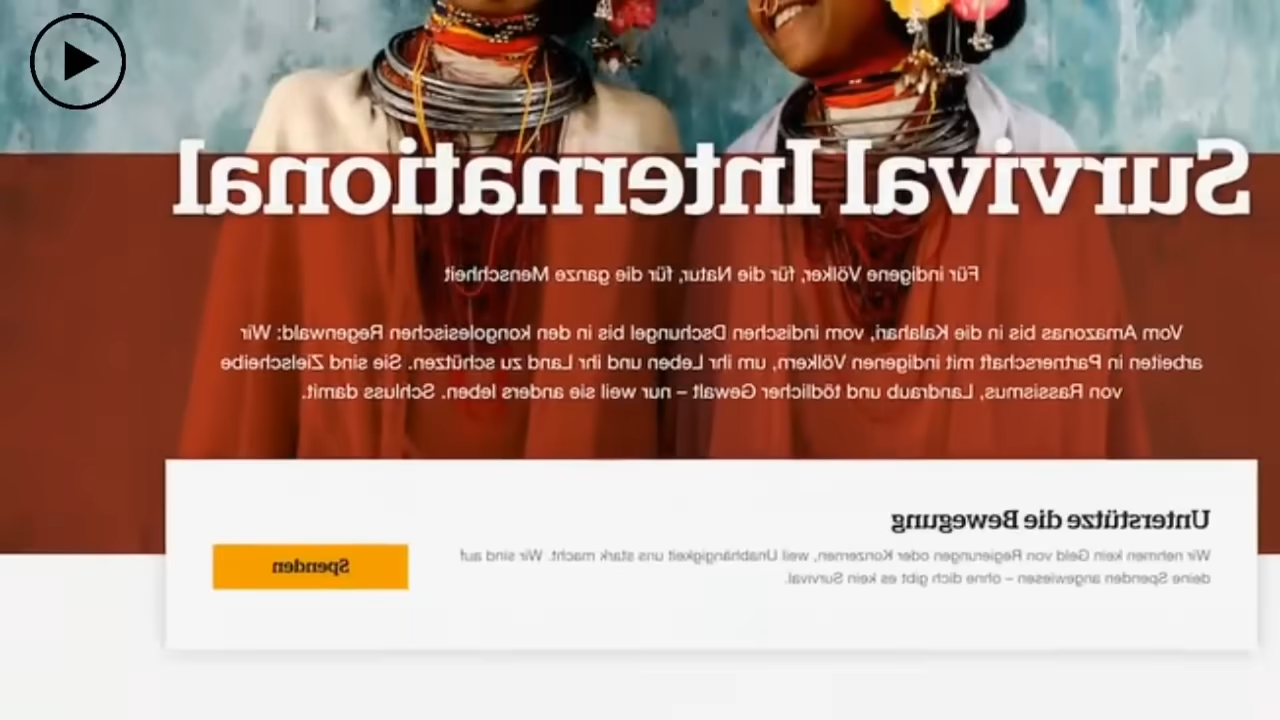 Survival International
Für indigene Völker, für die Natur, für die ganze Menschheit
Vom Amazonas bis in die Kalahari, vom indischen Dschungel bis in den kongolesischen Regenwald: Wir
arbeiten in Partnerschaft mit indigenen Völkern, um ihr Leben und ihr Land zu schützen. Sie sind Zielscheibe
von Rassismus, Landraub und tödlicher Gewalt – nur weil sie anders leben. Schluss damit.
Unterstütze die Bewegung
Wir nehmen kein Geld von Regierungen oder Konzernen, weil Unabhängigkeit uns stark macht. Wir sind auf
deine Spenden angewiesen – ohne dich gibt es kein Survival.
Spenden